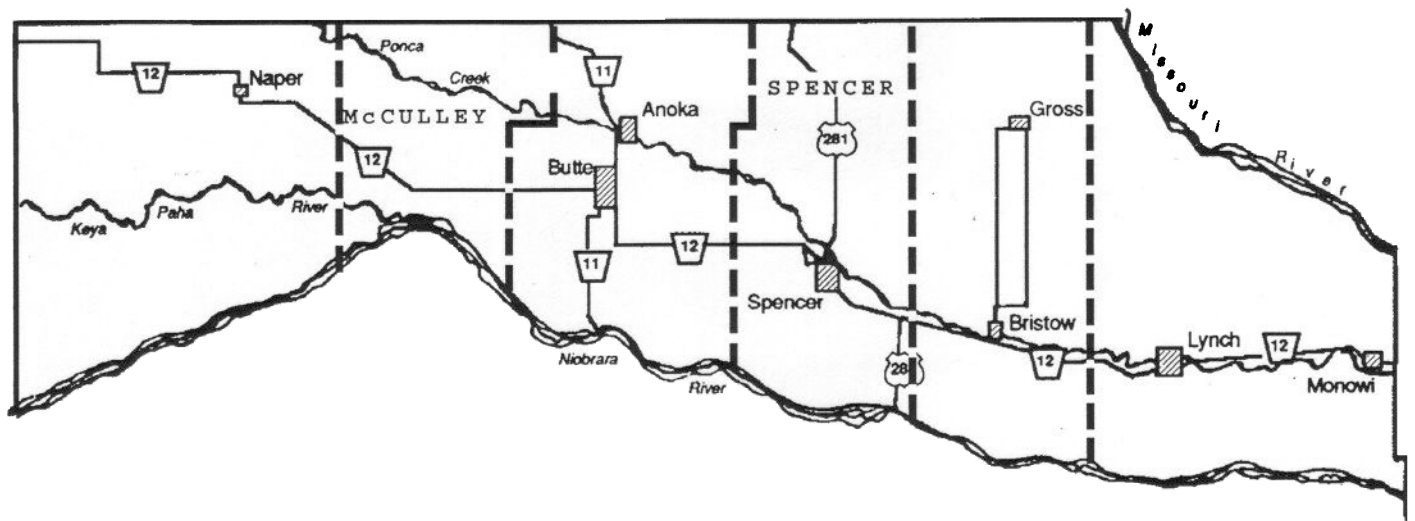 Missouri
River
Ponca
Creek
12
Naper
11
SPENCER
Gross
McCULLEY
Anoka
281
12
Butte
Keya
Paha
River
11
12
Spencer
Bristow
Lynch
12
Niobrara
River
28
12
Monowi